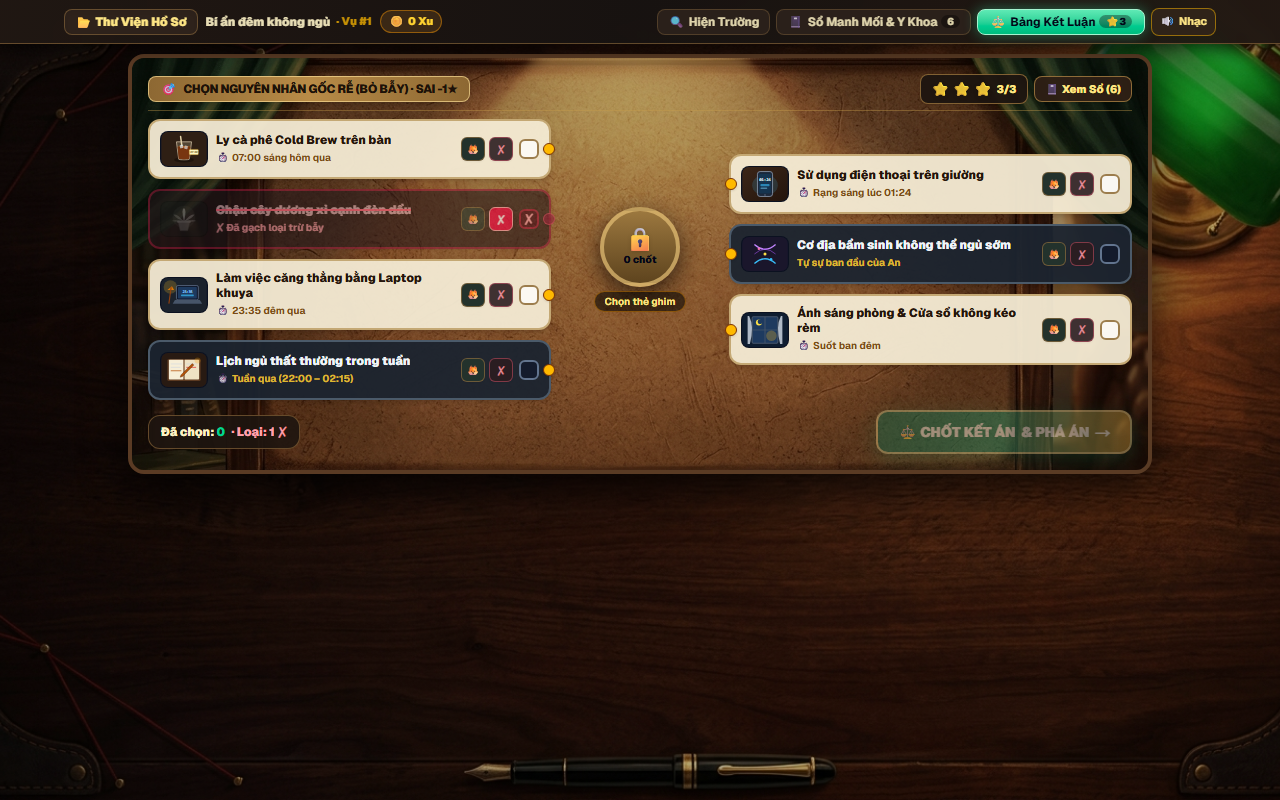 Thư Viện Hồ Sơ
Bí ẩn đêm không ngủ · Vụ #1
0 Xu
Hiện Trường
Sổ Manh Mối & Y Khoa 6
Bảng Kết Luận ⭐3
Nhạc
CHỌN NGUYÊN NHÂN GỐC RỄ (BỎ BẪY) · SAI -1★
3/3
Xem Sổ (6)
Ly cà phê Cold Brew trên bàn
07:00 sáng hôm qua
Chậu cây dương xỉ cạnh đèn dầu
✗ Đã gạch loại trừ bẫy
Làm việc căng thẳng bằng Laptop
khuya
23:35 đêm qua
Lịch ngủ thất thường trong tuần
Tuần qua (22:00 – 02:15)
0 chốt
Chọn thẻ ghim
Sử dụng điện thoại trên giường
Rạng sáng lúc 01:24
Cơ địa bẩm sinh không thể ngủ sớm
Tự sự ban đầu của An
Ánh sáng phòng & Cửa sổ không kéo
rèm
Suốt ban đêm
Đã chọn: 0 · Loại: 1 ✗
CHỐT KẾT ÁN & PHÁ ÁN →